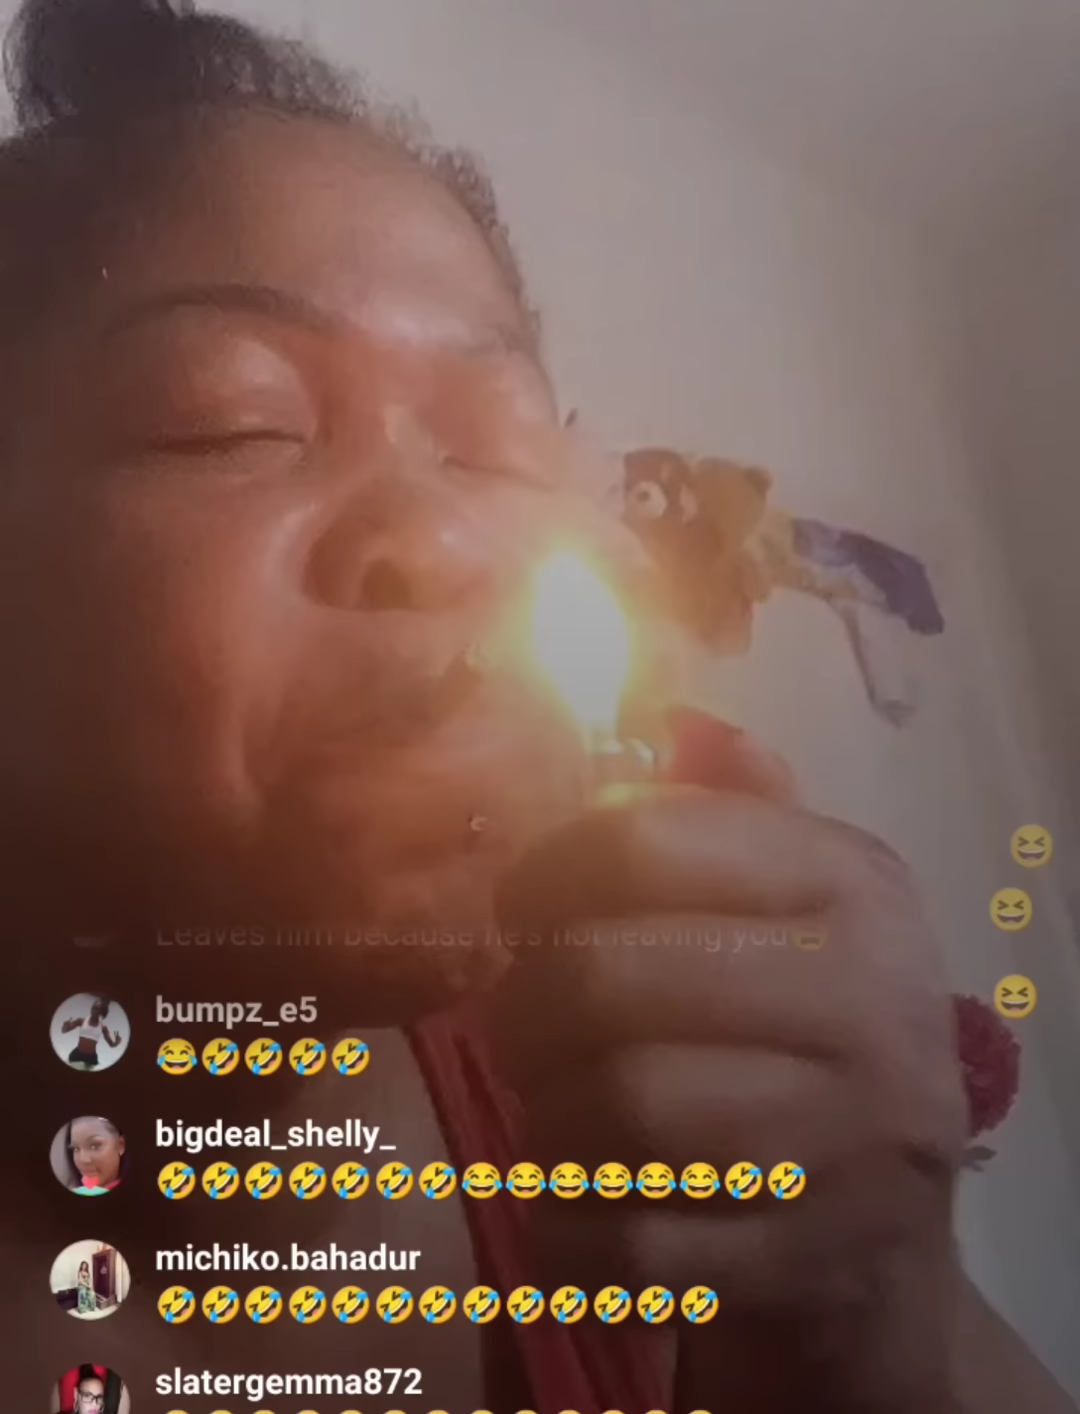 Leaves him because he's not leaving you
bumpz_e5
😂🤣🤣🤣🤣
bigdeal_shelly_
🤣🤣🤣🤣🤣🤣🤣😂😂😂😂😂😂🤣🤣
michiko.bahadur
🤣🤣🤣🤣🤣🤣🤣🤣🤣🤣🤣🤣🤣
slatergemma872